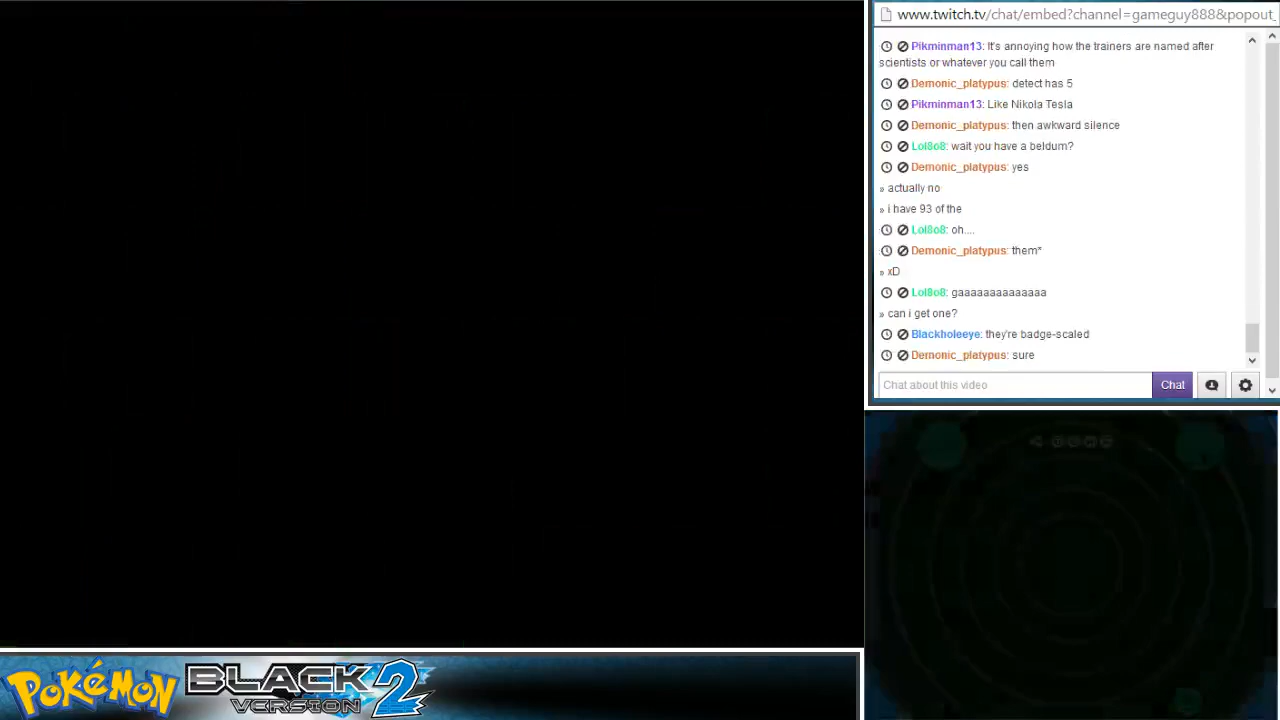 www.twitch.tv/chat/embed?channel=gameguy888&popout_
Pikminman13: It's annoying how the trainers are named after
scientists or whatever you call them
Demonic_platypus: detect has 5
Pikminman13: Like Nikola Tesla
Demonic_platypus: then awkward silence
Lol8o8: wait you have a beldum?
Demonic_platypus: yes
» actually no
» i have 93 of the
Lol8o8: oh....
Demonic_platypus: them*
» xD
Lol8o8: gaaaaaaaaaaaaaa
» can i get one?
Blackholeeye: they're badge-scaled
Demonic_platypus: sure
Chat about this video
Chat
POKéMON
BLACK
VERSION 2